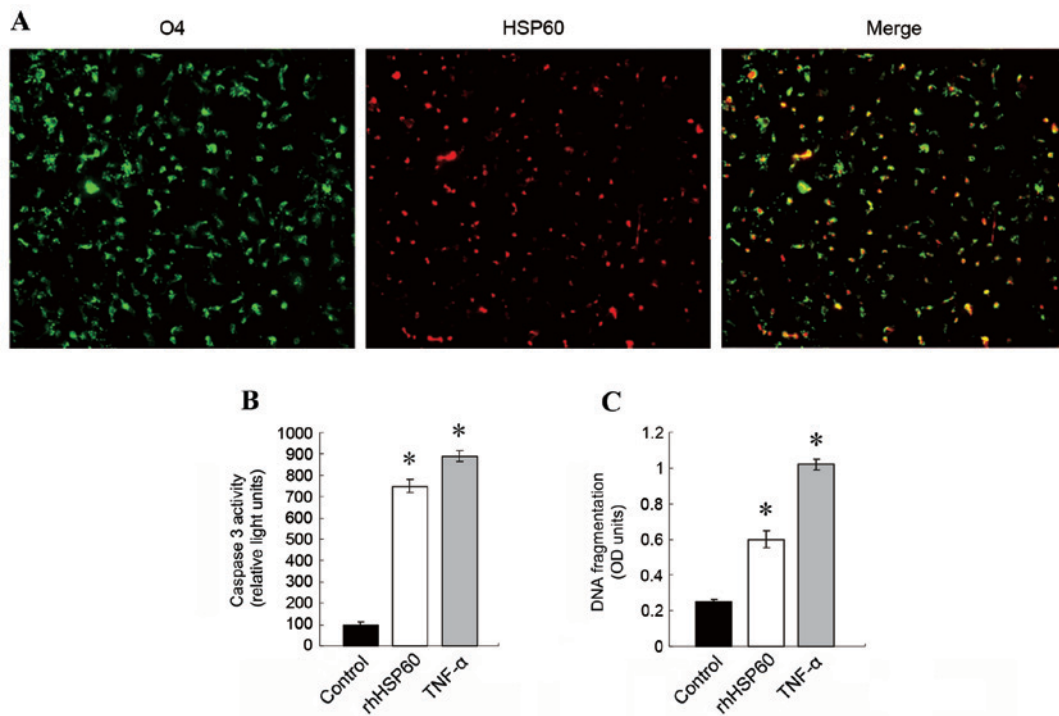 A
O4
HSP60
Merge
B
Caspase 3 activity
(relative light units)
1000
900
800
700
600
500
400
300
200
100
0
*
*
Control
rhHSP60
TNF-α
C
DNA fragmentation
(OD units)
1.2
1
0.8
0.6
0.4
0.2
0
*
*
Control
rhHSP60
TNF-α